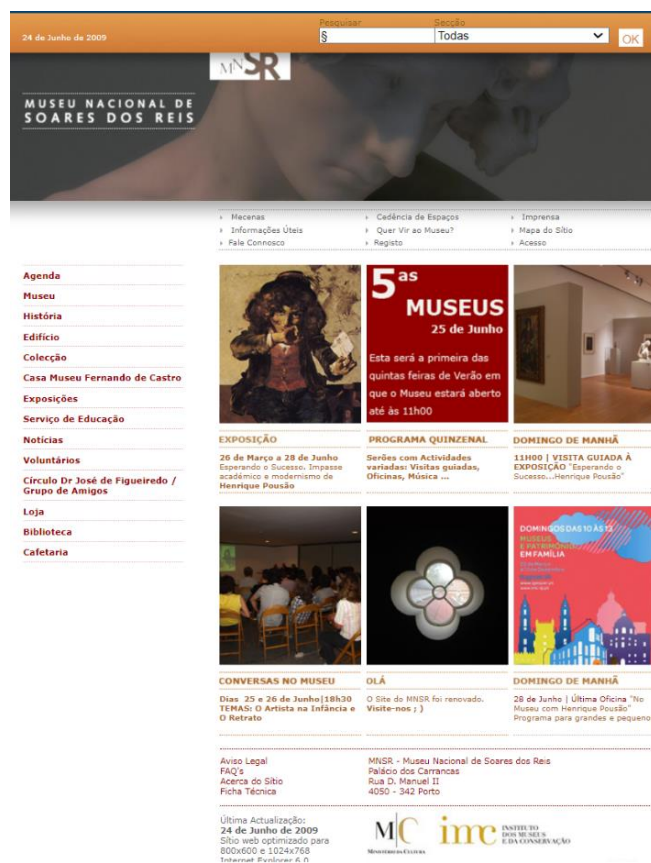 Pesquisar
Secção
24 de Junho de 2009
§
Todas
OK
MNSR
MUSEU NACIONAL DE
SOARES DOS REIS
Mecenas
Cedência de Espaços
Imprensa
Informações Úteis
Quer Vir ao Museu?
Mapa do Sítio
Fale Connosco
Registo
Acesso
Agenda
Museu
História
Edifício
Colecção
Casa Museu Fernando de Castro
Exposições
Serviço de Educação
Notícias
Voluntários
Círculo Dr José de Figueiredo /
Grupo de Amigos
Loja
Biblioteca
Cafetaria
5as
MUSEUS
25 de Junho
Esta será a primeira das
quintas feiras de Verão em
que o Museu estará aberto
até às 11h00
EXPOSIÇÃO
26 de Março a 28 de Junho
Esperando o Sucesso. Impasse
académico e modernismo de
Henrique Pousão
PROGRAMA QUINZENAL
Serões com Actividades
variadas: Visitas guiadas,
Oficinas, Música ...
DOMINGO DE MANHÃ
11H00 | VISITA GUIADA À
EXPOSIÇÃO "Esperando o
Sucesso...Henrique Pousão"
DOMINGOS DAS 10 ÀS 13
MUSEUS
E PATRIMÓNIO
EM FAMÍLIA
CONVERSAS NO MUSEU
Dias 25 e 26 de Junho|18h30
TEMAS: O Artista na Infância e
O Retrato
OLÁ
O Site do MNSR foi renovado.
Visite-nos ; )
DOMINGO DE MANHÃ
28 de Junho | Última Oficina "No
Museu com Henrique Pousão"
Programa para grandes e pequeno
Aviso Legal
FAQ's
Acerca do Sítio
Ficha Técnica
MNSR - Museu Nacional de Soares dos Reis
Palácio dos Carrancas
Rua D. Manuel II
4050 - 342 Porto
Última Actualização:
24 de Junho de 2009
Sítio web optimizado para
800x600 e 1024x768
Internet Explorer 6.0
MC
MINISTÉRIO DA CULTURA
imc
INSTITUTO
DOS MUSEUS
E DA CONSERVAÇÃO